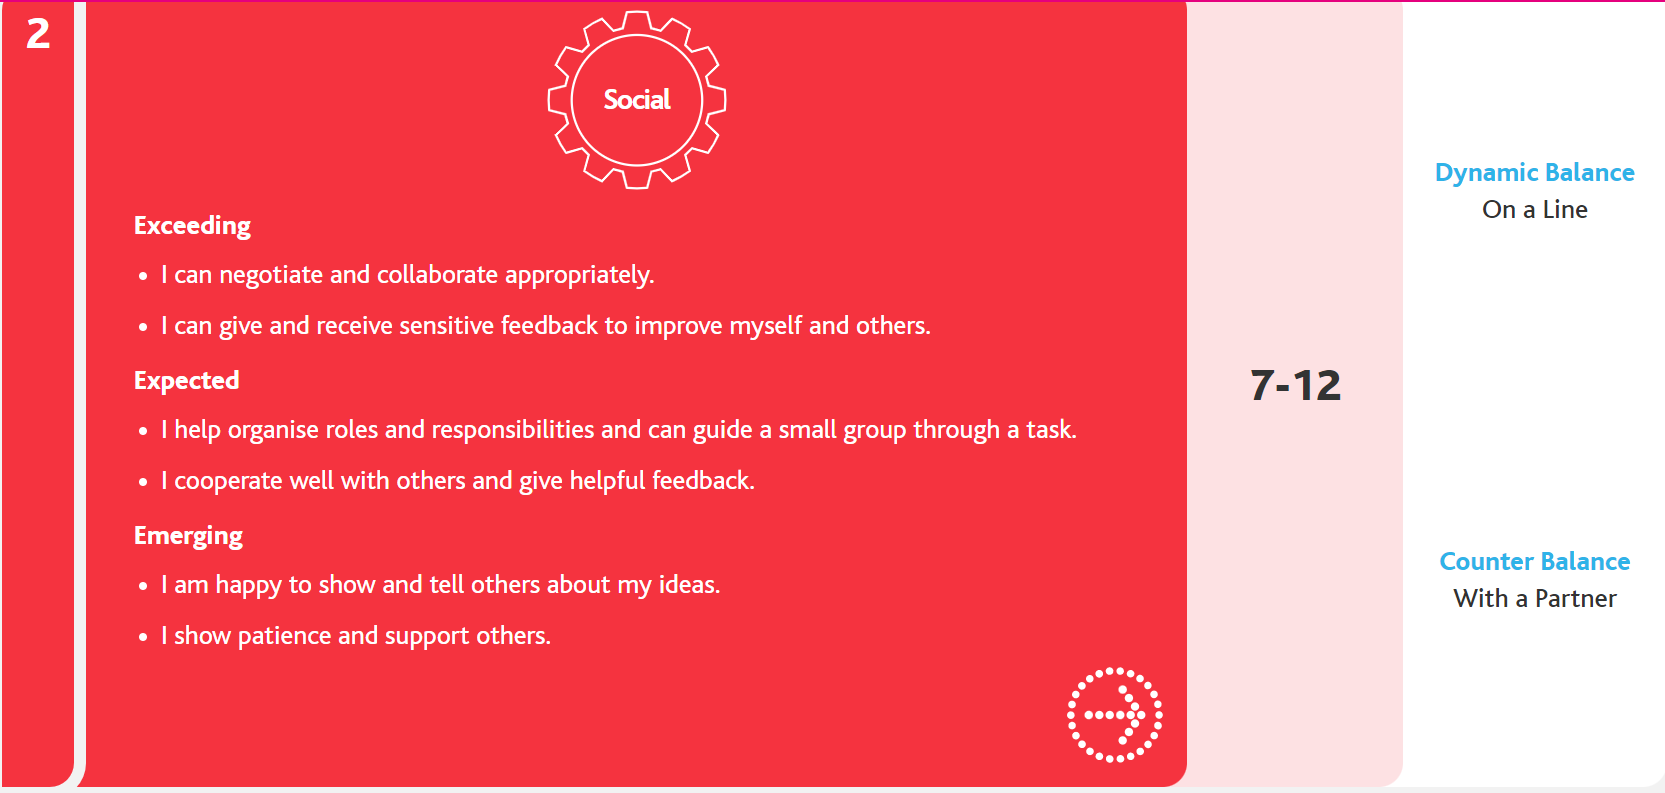 2
Social
Exceeding
• I can negotiate and collaborate appropriately.
• I can give and receive sensitive feedback to improve myself and others.
Expected
• I help organise roles and responsibilities and can guide a small group through a task.
• I cooperate well with others and give helpful feedback.
Emerging
• I am happy to show and tell others about my ideas.
• I show patience and support others.
7-12
Dynamic Balance
On a Line
Counter Balance
With a Partner